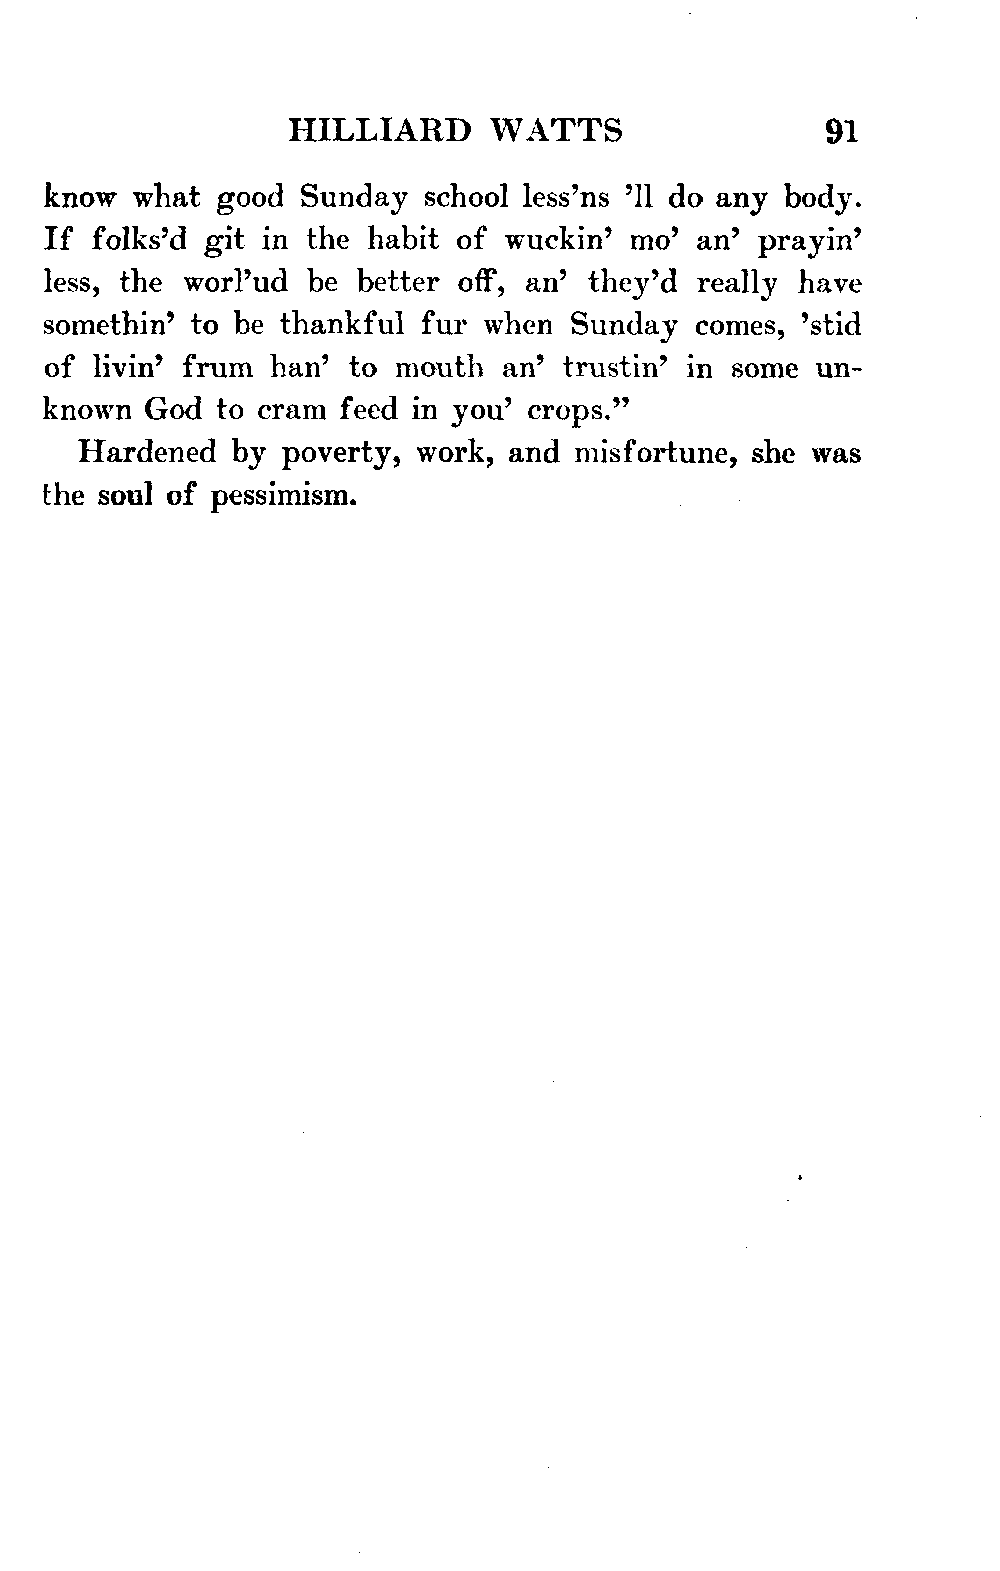 HILLIARD WATTS 91
know what good Sunday school less’ns ’ll do any body.
If folks’d git in the habit of wuckin’ mo’ an’ prayin’
less, the worl’ud be better off, an’ they’d really have
somethin’ to be thankful fur when Sunday comes, ’stid
of livin’ frum han’ to mouth an’ trustin’ in some un-
known God to cram feed in you’ crops.”
Hardened by poverty, work, and misfortune, she was
the soul of pessimism.